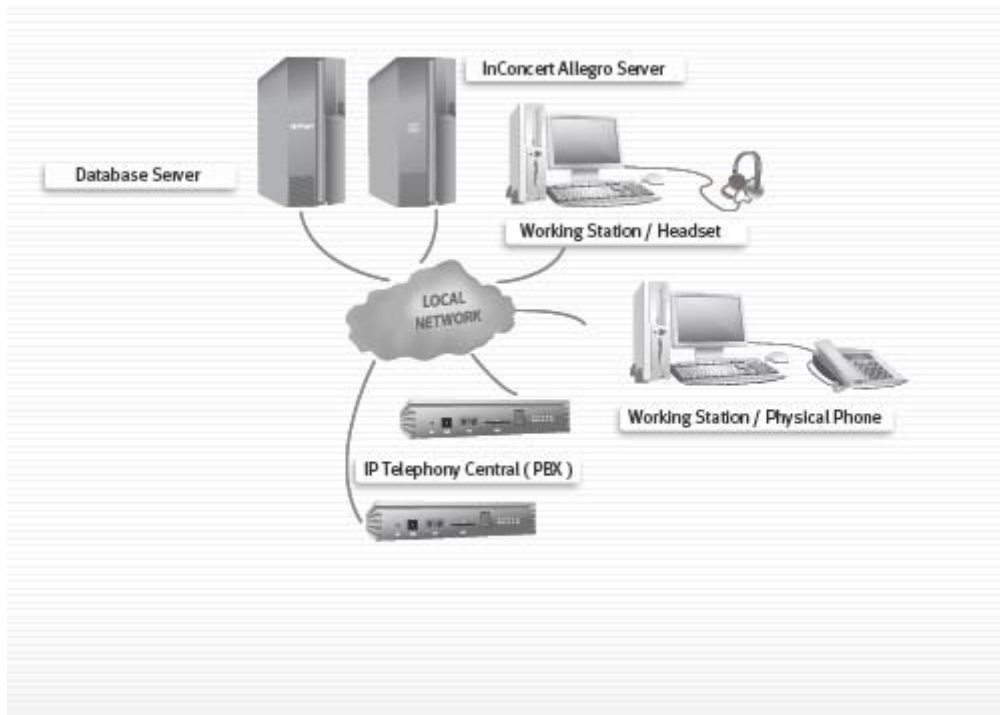 InConcert Allegro Server
Database Server
Working Station / Headset
LOCAL
NETWORK
Working Station / Physical Phone
IP Telephony Central ( PBX )